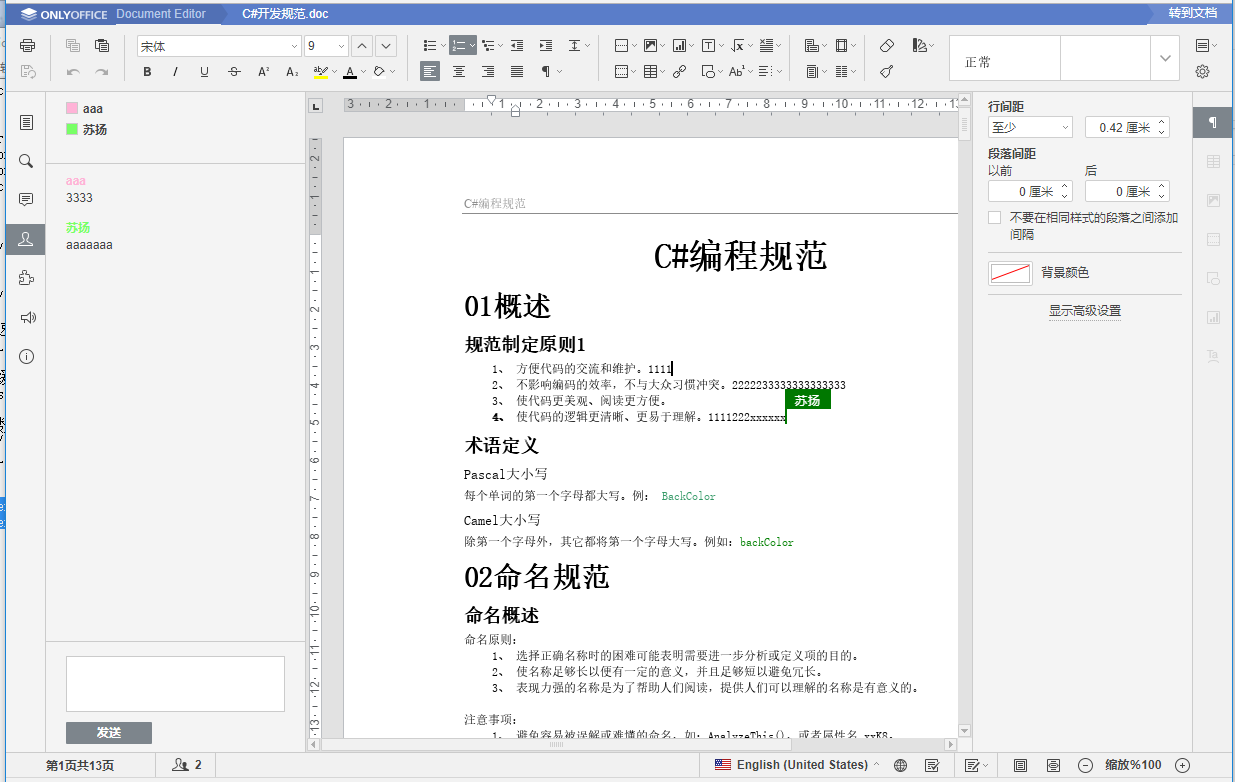 ONLYOFFICE Document Editor C#开发规范.doc 转到文档
宋体 9
B I U S A² A₂ A
正常
aaa
苏扬
aaa
3333
苏扬
aaaaaaa
发送
3 2 1 1 2 3 4 5 6 7 8 9 10 11 12 13
C#编程规范
C#编程规范
01概述
规范制定原则1
1、 方便代码的交流和维护。1111
2、 不影响编码的效率，不与大众习惯冲突。2222233333333333333
3、 使代码更美观、阅读更方便。
苏扬
4、 使代码的逻辑更清晰、更易于理解。1111222xxxxxx
术语定义
Pascal大小写
每个单词的第一个字母都大写。例： BackColor
Camel大小写
除第一个字母外，其它都将第一个字母大写。例如：backColor
02命名规范
命名概述
命名原则：
1、 选择正确名称时的困难可能表明需要进一步分析或定义项的目的。
2、 使名称足够长以便有一定的意义，并且足够短以避免冗长。
3、 表现力强的名称是为了帮助人们阅读，提供人们可以理解的名称是有意义的。
注意事项：
1、 避免容易被误解或难懂的命名，如：AnalyzeThis()，或者属性名 xxK8。
行间距
至少 0.42 厘米
段落间距
以前 后
0 厘米 0 厘米
不要在相同样式的段落之间添加
间隔
背景颜色
显示高级设置
第1页共13页 2 English (United States) 缩放%100